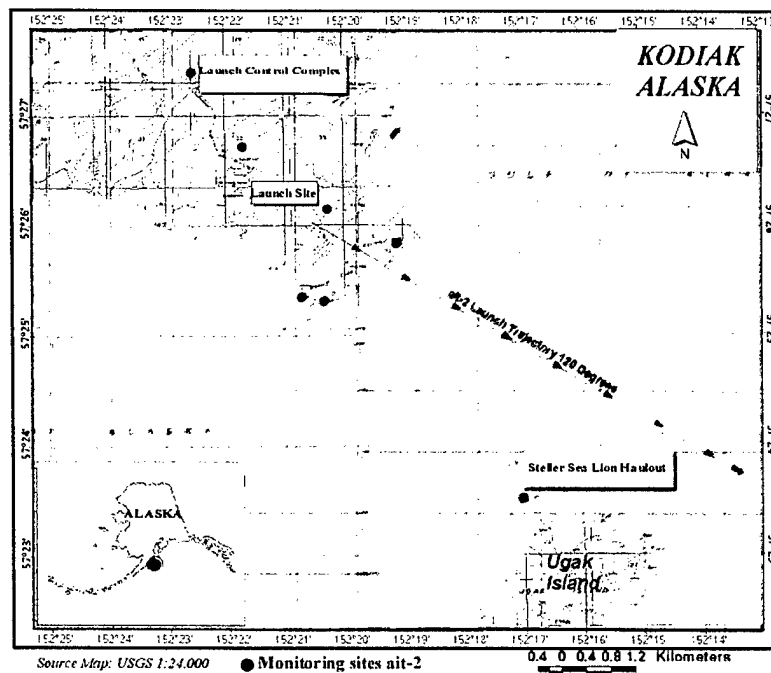 152°25' 152°24' 152°23' 152°22' 152°21' 152°20' 152°19' 152°18' 152°17' 152°16' 152°15' 152°14'
KODIAK
ALASKA
N
Launch Control Complex
57°27'
Launch Site
57°26'
ait-2 Launch Trajectory 120 Degrees
57°25'
57°24'
Steller Sea Lion Haulout
ALASKA
57°23'
Ugak
Island
152°25' 152°24' 152°23' 152°22' 152°21' 152°20' 152°19' 152°18' 152°17' 152°16' 152°15' 152°14'
Source Map: USGS 1:24.000
Monitoring sites ait-2
0.4 0 0.4 0.8 1.2 Kilometers